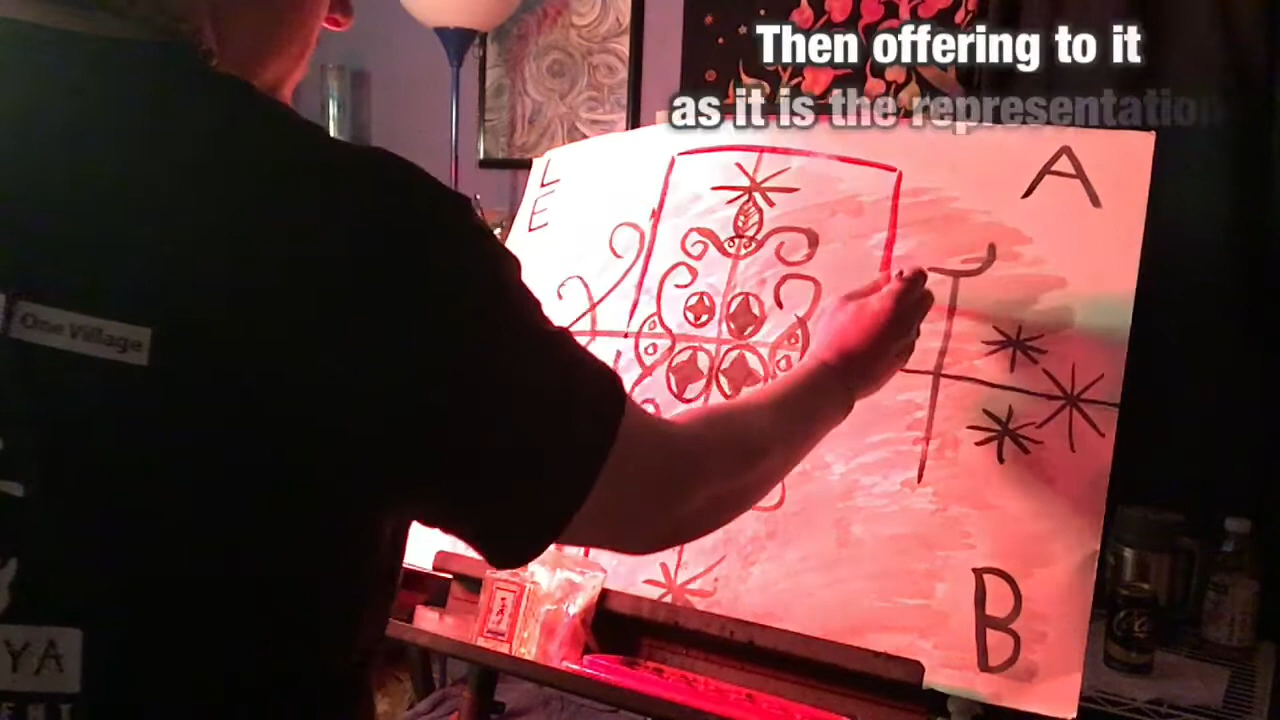 Then offering to it
as it is the representation
L
E
A
B
One Village
YA